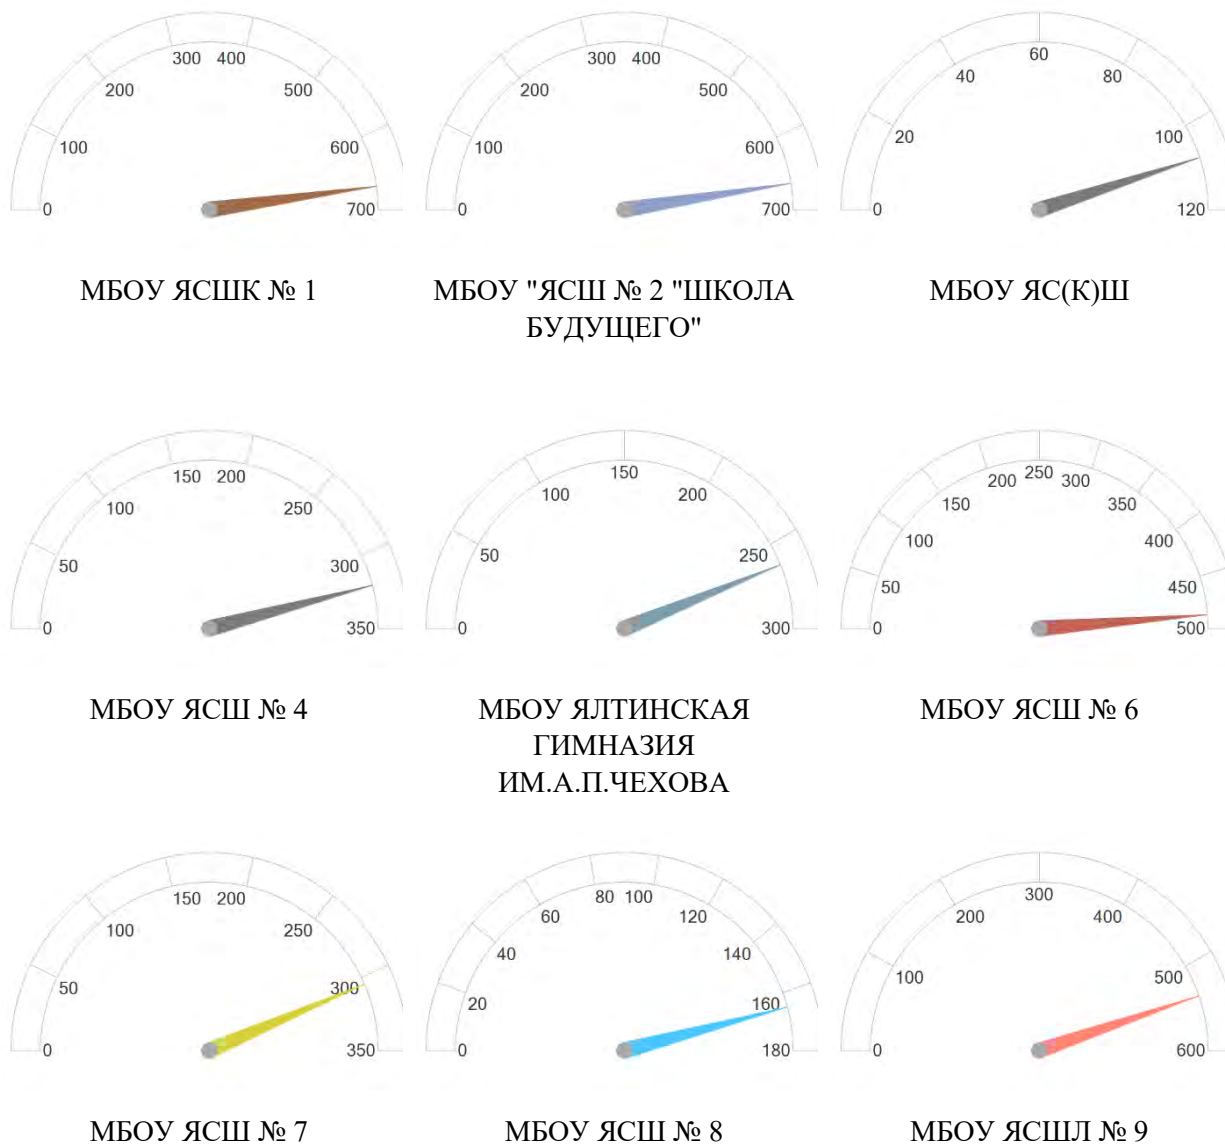 300 400
200 500
100 600
0 700
МБОУ ЯСШК № 1
300 400
200 500
100 600
0 700
МБОУ "ЯСШ № 2 "ШКОЛА
БУДУЩЕГО"
60
40 80
20 100
0 120
МБОУ ЯС(К)Ш
150 200
100 250
50 300
0 350
МБОУ ЯСШ № 4
150
100 200
50 250
0 300
МБОУ ЯЛТИНСКАЯ
ГИМНАЗИЯ
ИМ.А.П.ЧЕХОВА
200 250 300
150 350
100 400
50 450
0 500
МБОУ ЯСШ № 6
150 200
100 250
50 300
0 350
МБОУ ЯСШ № 7
80 100
60 120
40 140
20 160
0 180
МБОУ ЯСШ № 8
300
200 400
100 500
0 600
МБОУ ЯСШЛ № 9